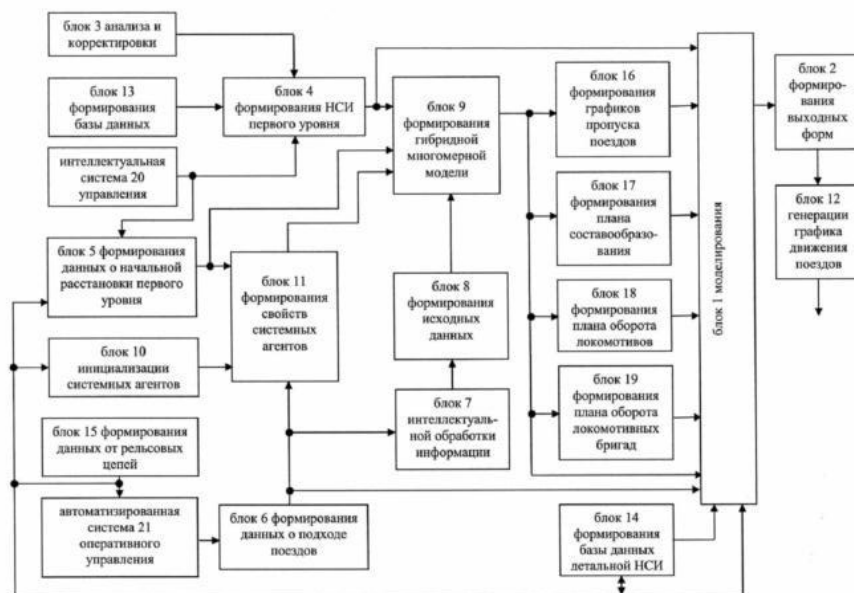 блок 3 анализа и
корректировки
блок 13
формирования
базы данных
интеллектуальная
система 20
управления
блок 5 формирования
данных о начальной
расстановки первого
уровня
блок 10
инициализации
системных агентов
блок 15 формирования
данных от рельсовых
цепей
автоматизированная
система 21
оперативного
управления
блок 4
формирования НСИ
первого уровня
блок 11
формирования
свойств
системных
агентов
блок 6 формирования
данных о подходе
поездов
блок 9
формирования
гибридной
многомерной
модели
блок 8
формирования
исходных
данных
блок 7
интеллектуаль-
ной обработки
информации
блок 16
формирования
графиков
пропуска
поездов
блок 17
формирования
плана
составообразо-
вания
блок 18
формирования
плана оборота
локомотивов
блок 19
формирования
плана оборота
локомотивных
бригад
блок 14
формирования
базы данных
детальной НСИ
блок 1 моделирования
блок 2
формиро-
вания
выходных
форм
блок 12
генерации
графика
движения
поездов